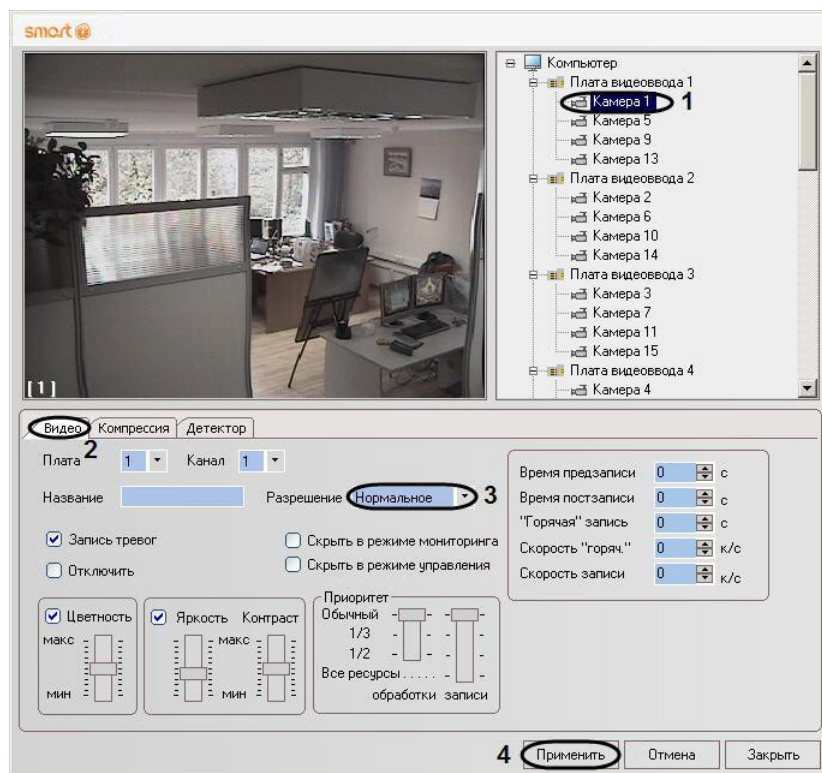 smart
Компьютер
Плата видеоввода 1
Камера 1 1
Камера 5
Камера 9
Камера 13
Плата видеоввода 2
Камера 2
Камера 6
Камера 10
Камера 14
Плата видеоввода 3
Камера 3
Камера 7
Камера 11
Камера 15
Плата видеоввода 4
Камера 4
[1]
Видео Компрессия Детектор
2
Плата 1 Канал 1
Название Разрешение Нормальное 3
Запись тревог Скрыть в режиме мониторинга
Отключить Скрыть в режиме управления
Время предзаписи 0 с
Время постзаписи 0 с
"Горячая" запись 0 с
Скорость "горяч." 0 к/с
Скорость записи 0 к/с
Цветность
макс
мин
Яркость Контраст
макс
мин
Приоритет
Обычный
1/3
1/2
Все ресурсы.....
обработки записи
4 Применить Отмена Закрыть